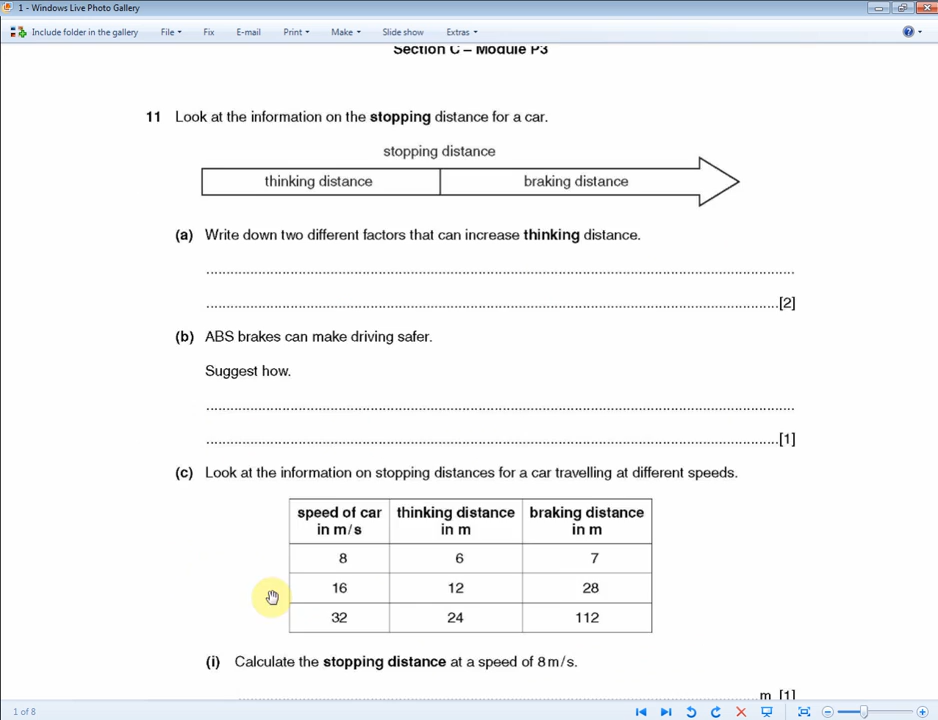 1 - Windows Live Photo Gallery
Include folder in the gallery File Fix E-mail Print Make Slide show Extras
Section C – Module P3
11 Look at the information on the stopping distance for a car.
stopping distance
thinking distance braking distance
(a) Write down two different factors that can increase thinking distance.
[2]
(b) ABS brakes can make driving safer.
Suggest how.
[1]
(c) Look at the information on stopping distances for a car travelling at different speeds.
speed of car thinking distance braking distance
in m/s in m in m
8 6 7
16 12 28
32 24 112
(i) Calculate the stopping distance at a speed of 8 m/s.
m [1]
1 of 8